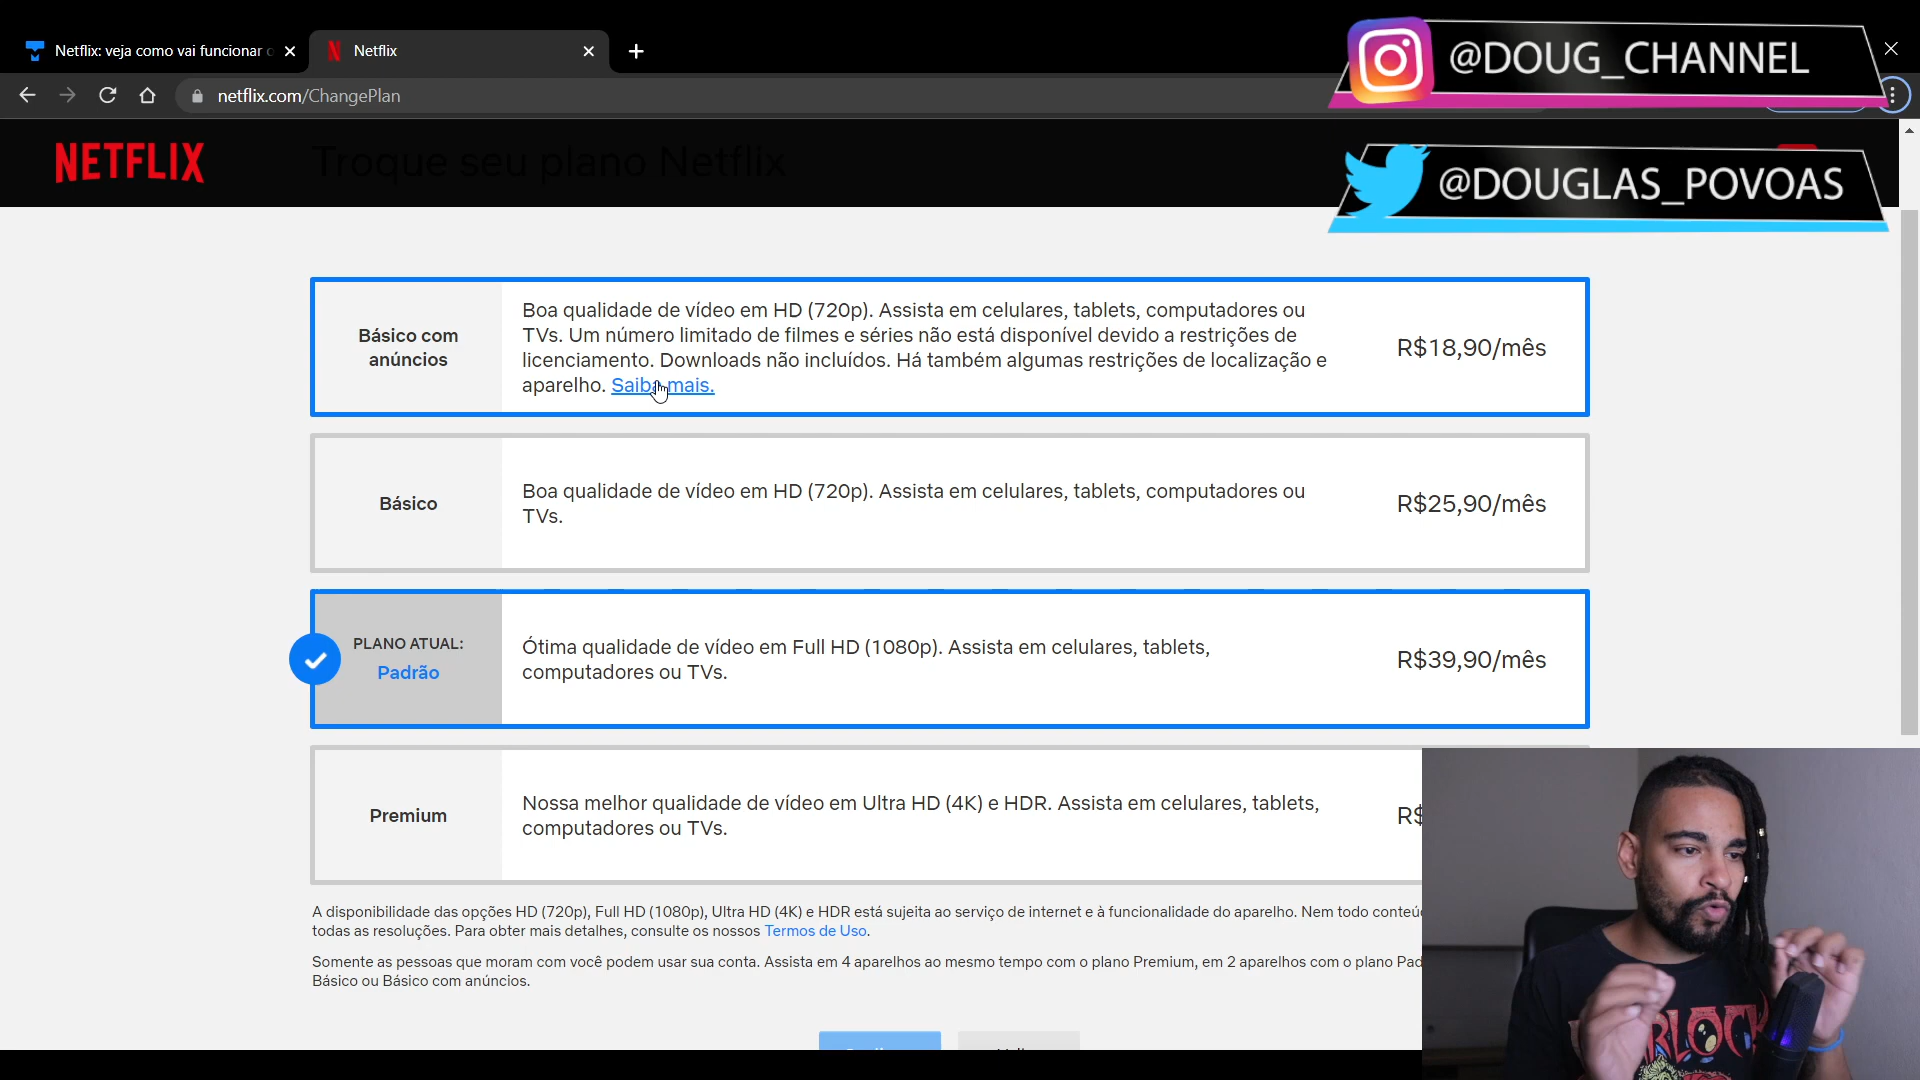 Netflix: veja como vai funcionar
Netflix
netflix.com/ChangePlan
@DOUG_CHANNEL
NETFLIX
Troque seu plano Netflix
@DOUGLAS_POVOAS
Básico com
anúncios
Boa qualidade de vídeo em HD (720p). Assista em celulares, tablets, computadores ou
TVs. Um número limitado de filmes e séries não está disponível devido a restrições de
licenciamento. Downloads não incluídos. Há também algumas restrições de localização e
aparelho. Saiba mais.
R$18,90/mês
Básico
Boa qualidade de vídeo em HD (720p). Assista em celulares, tablets, computadores ou
TVs.
R$25,90/mês
PLANO ATUAL:
Padrão
Ótima qualidade de vídeo em Full HD (1080p). Assista em celulares, tablets,
computadores ou TVs.
R$39,90/mês
Premium
Nossa melhor qualidade de vídeo em Ultra HD (4K) e HDR. Assista em celulares, tablets,
computadores ou TVs.
R$
A disponibilidade das opções HD (720p), Full HD (1080p), Ultra HD (4K) e HDR está sujeita ao serviço de internet e à funcionalidade do aparelho. Nem todo
todas as resoluções. Para obter mais detalhes, consulte os nossos Termos de Uso.
Somente as pessoas que moram com você podem usar sua conta. Assista em 4 aparelhos ao mesmo tempo com o plano Premium, em 2 aparelhos com o plano
Básico ou Básico com anúncios.